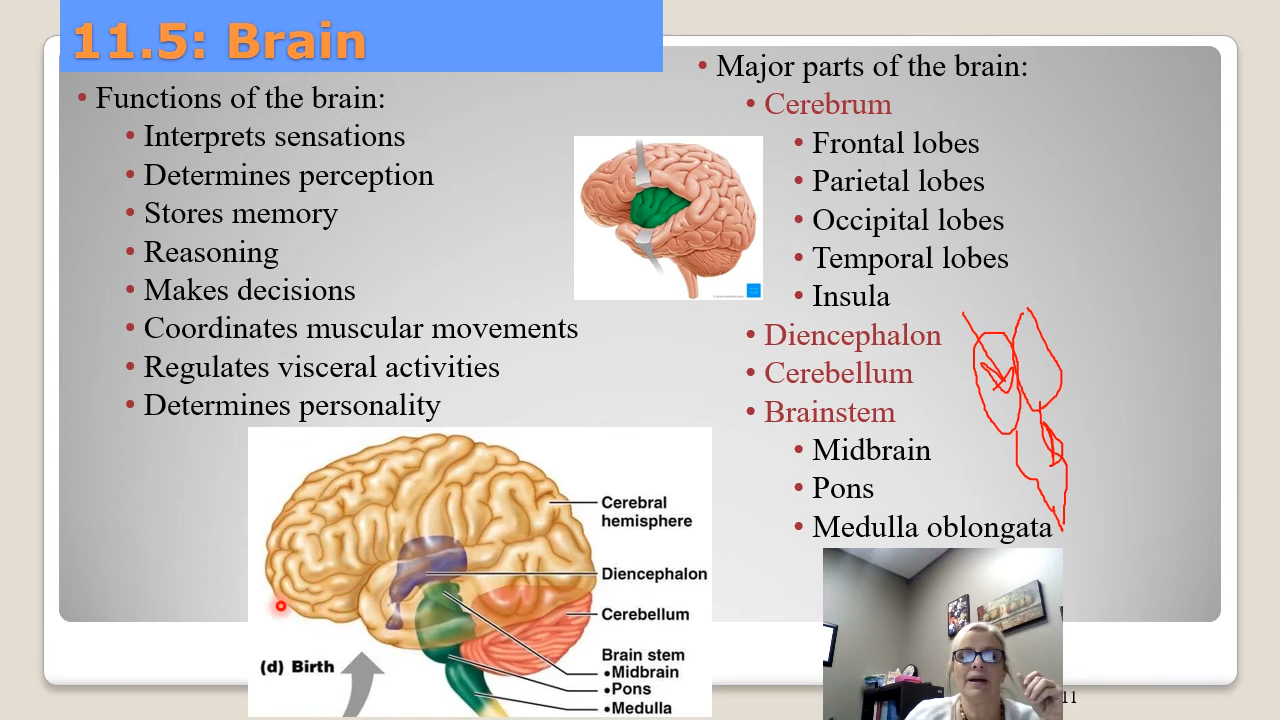 11.5: Brain
• Functions of the brain:
• Interprets sensations
• Determines perception
• Stores memory
• Reasoning
• Makes decisions
• Coordinates muscular movements
• Regulates visceral activities
• Determines personality
• Major parts of the brain:
• Cerebrum
• Frontal lobes
• Parietal lobes
• Occipital lobes
• Temporal lobes
• Insula
• Diencephalon
• Cerebellum
• Brainstem
• Midbrain
• Pons
• Medulla oblongata
Cerebral
hemisphere
Diencephalon
Cerebellum
Brain stem
•Midbrain
•Pons
•Medulla
(d) Birth
11